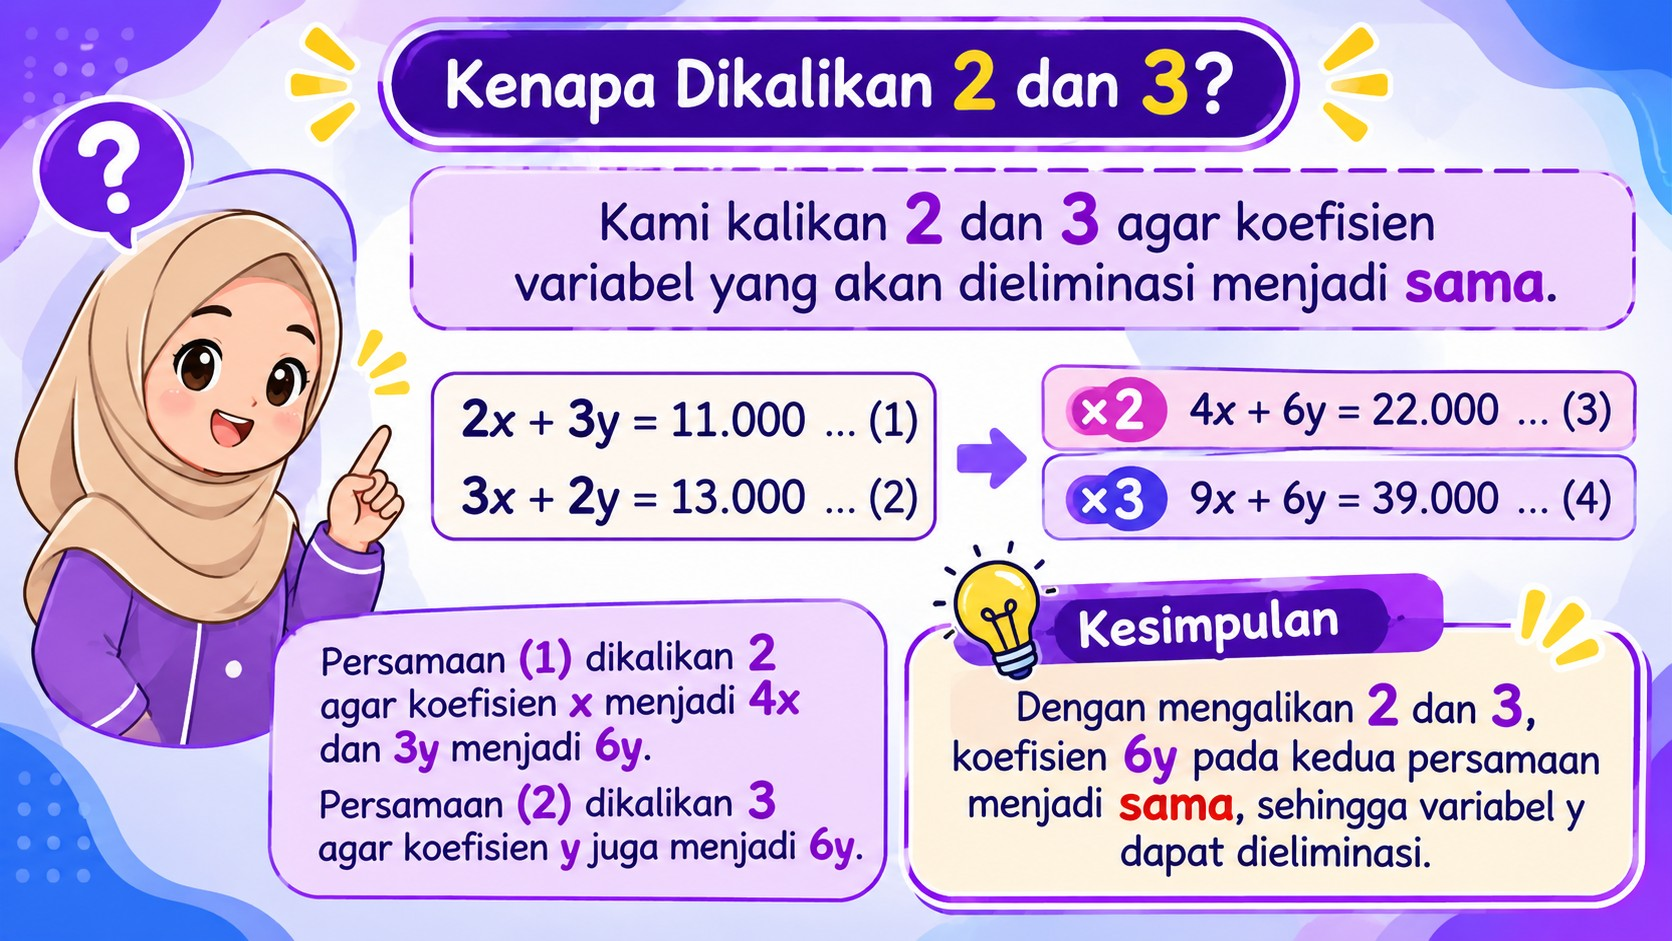 Kenapa Dikalikan 2 dan 3?
?
Kami kalikan 2 dan 3 agar koefisien
variabel yang akan dieliminasi menjadi sama.
2x + 3y = 11.000 ... (1)
3x + 2y = 13.000 ... (2)
×2 4x + 6y = 22.000 ... (3)
×3 9x + 6y = 39.000 ... (4)
Persamaan (1) dikalikan 2
agar koefisien x menjadi 4x
dan 3y menjadi 6y.
Persamaan (2) dikalikan 3
agar koefisien y juga menjadi 6y.
Kesimpulan
Dengan mengalikan 2 dan 3,
koefisien 6y pada kedua persamaan
menjadi sama, sehingga variabel y
dapat dieliminasi.